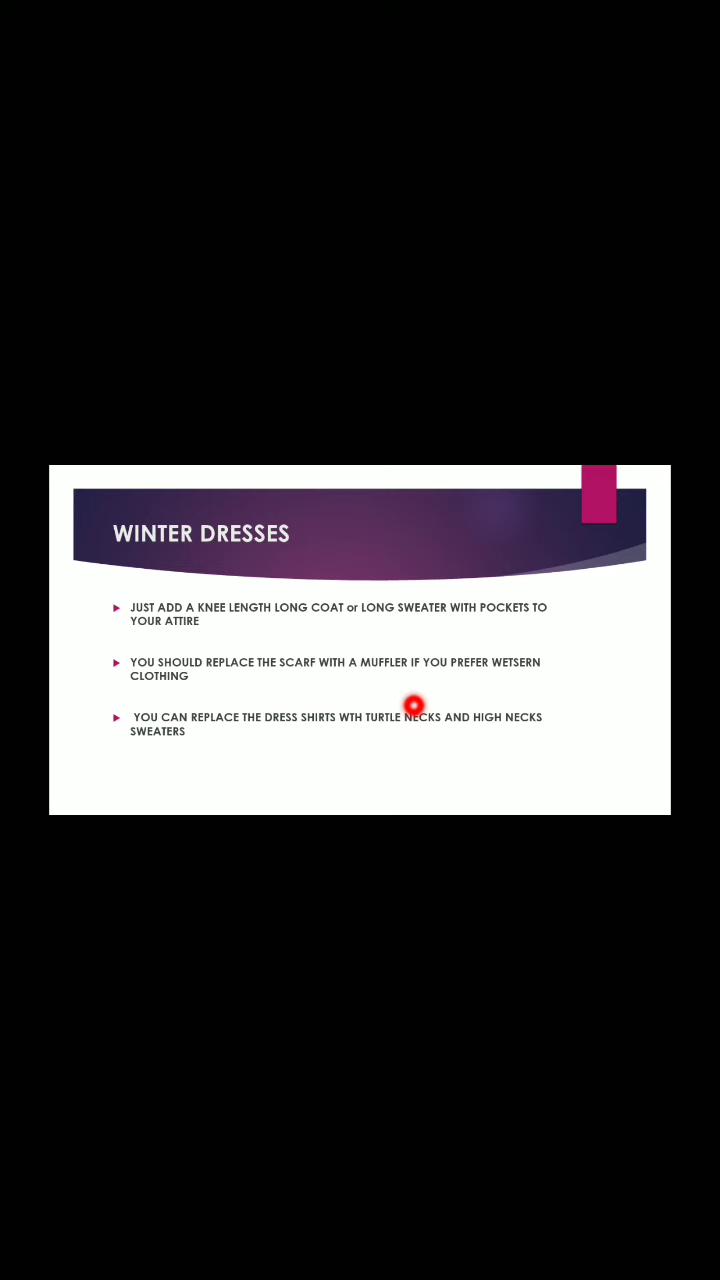 WINTER DRESSES
JUST ADD A KNEE LENGTH LONG COAT or LONG SWEATER WITH POCKETS TO
YOUR ATTIRE
YOU SHOULD REPLACE THE SCARF WITH A MUFFLER IF YOU PREFER WETSERN
CLOTHING
YOU CAN REPLACE THE DRESS SHIRTS WTH TURTLE NECKS AND HIGH NECKS
SWEATERS